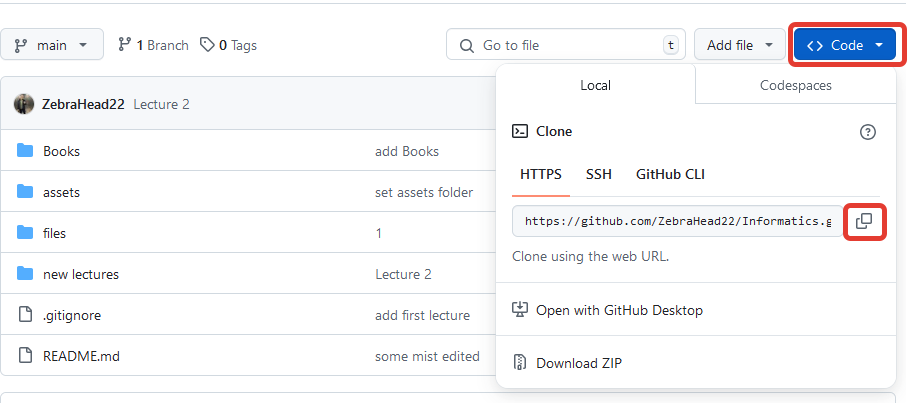 main 1 Branch 0 Tags Go to file t Add file Code
Local Codespaces
ZebraHead22 Lecture 2
Clone
Books add Books
HTTPS SSH GitHub CLI
assets set assets folder
https://github.com/ZebraHead22/Informatics.g
files 1
Clone using the web URL.
new lectures Lecture 2
Open with GitHub Desktop
.gitignore add first lecture
README.md some mist edited
Download ZIP